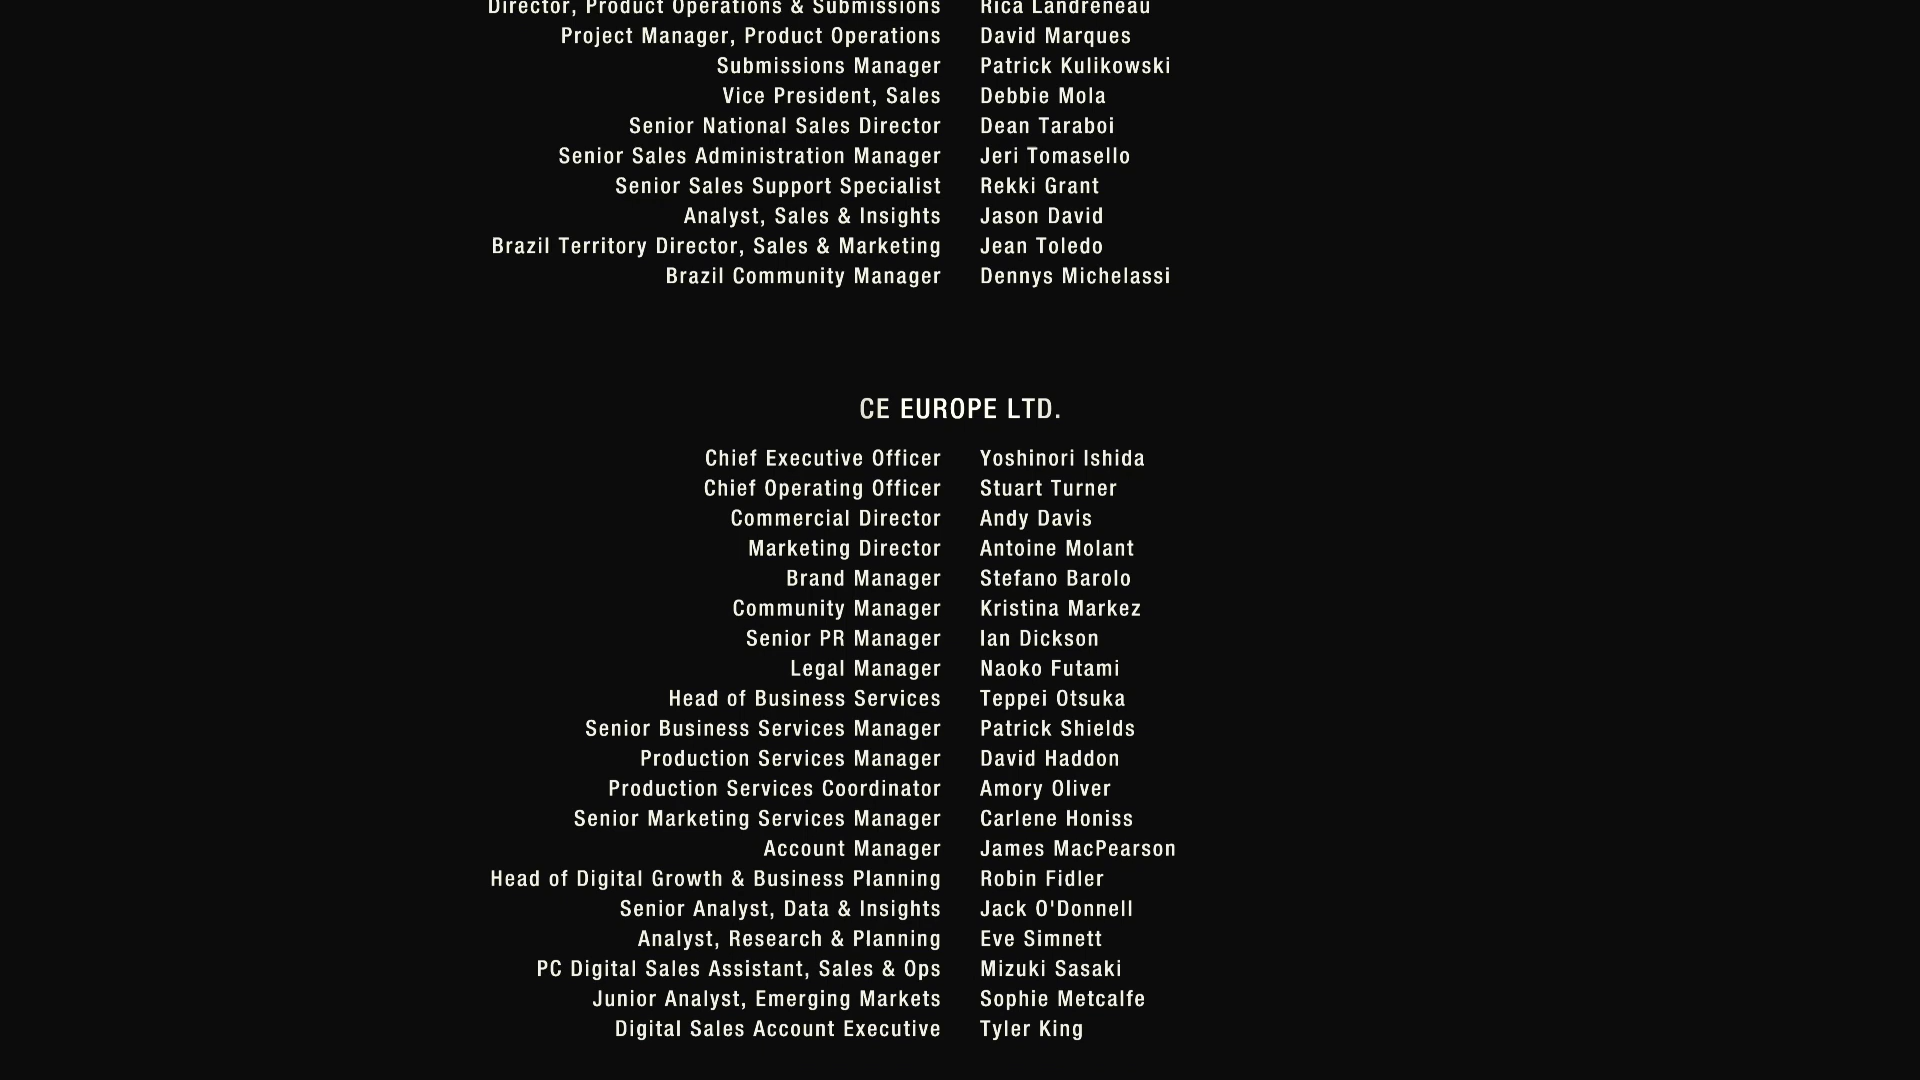 Director, Product Operations & Submissions Rica Landreneau
Project Manager, Product Operations David Marques
Submissions Manager Patrick Kulikowski
Vice President, Sales Debbie Mola
Senior National Sales Director Dean Taraboi
Senior Sales Administration Manager Jeri Tomasello
Senior Sales Support Specialist Rekki Grant
Analyst, Sales & Insights Jason David
Brazil Territory Director, Sales & Marketing Jean Toledo
Brazil Community Manager Dennys Michelassi
CE EUROPE LTD.
Chief Executive Officer Yoshinori Ishida
Chief Operating Officer Stuart Turner
Commercial Director Andy Davis
Marketing Director Antoine Molant
Brand Manager Stefano Barolo
Community Manager Kristina Markez
Senior PR Manager Ian Dickson
Legal Manager Naoko Futami
Head of Business Services Teppei Otsuka
Senior Business Services Manager Patrick Shields
Production Services Manager David Haddon
Production Services Coordinator Amory Oliver
Senior Marketing Services Manager Carlene Honiss
Account Manager James MacPearson
Head of Digital Growth & Business Planning Robin Fidler
Senior Analyst, Data & Insights Jack O'Donnell
Analyst, Research & Planning Eve Simnett
PC Digital Sales Assistant, Sales & Ops Mizuki Sasaki
Junior Analyst, Emerging Markets Sophie Metcalfe
Digital Sales Account Executive Tyler King